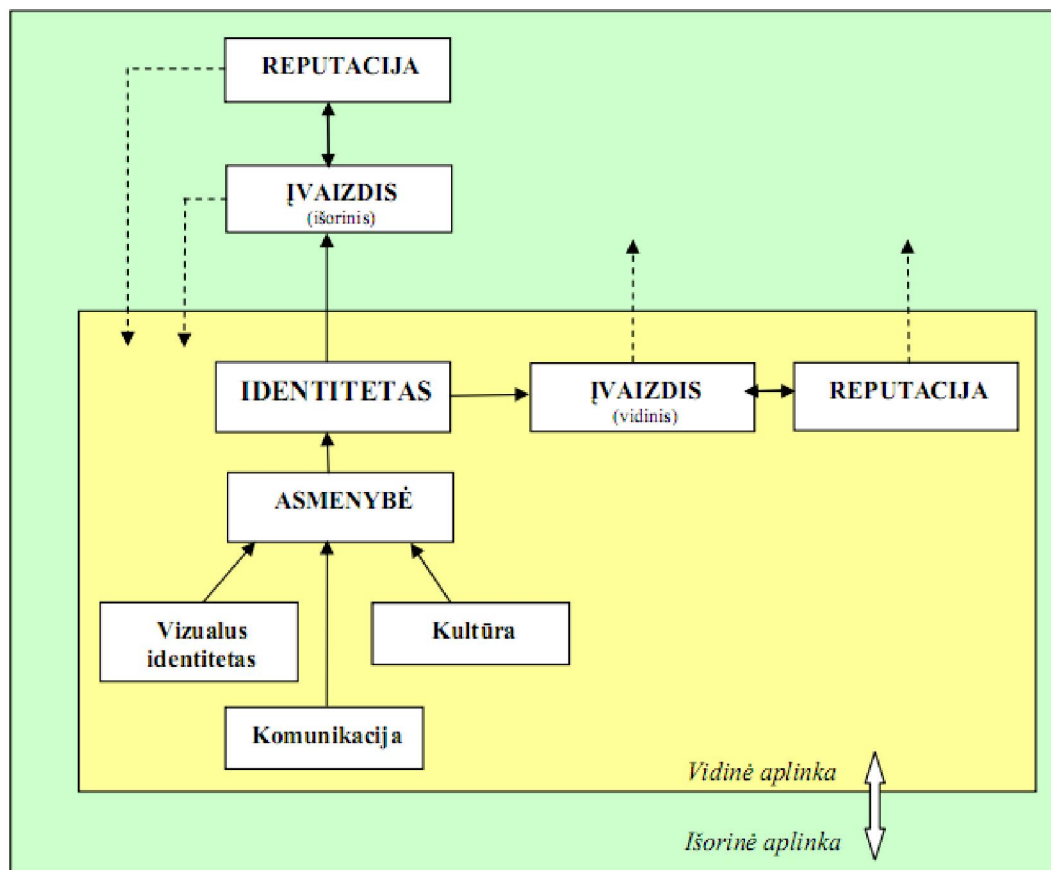 REPUTACIJA
ĮVAIZDIS
(išorinis)
IDENTITETAS
ĮVAIZDIS
(vidinis)
REPUTACIJA
ASMENYBĖ
Vizualus
identitetas
Kultūra
Komunikacija
Vidinė aplinka
Išorinė aplinka